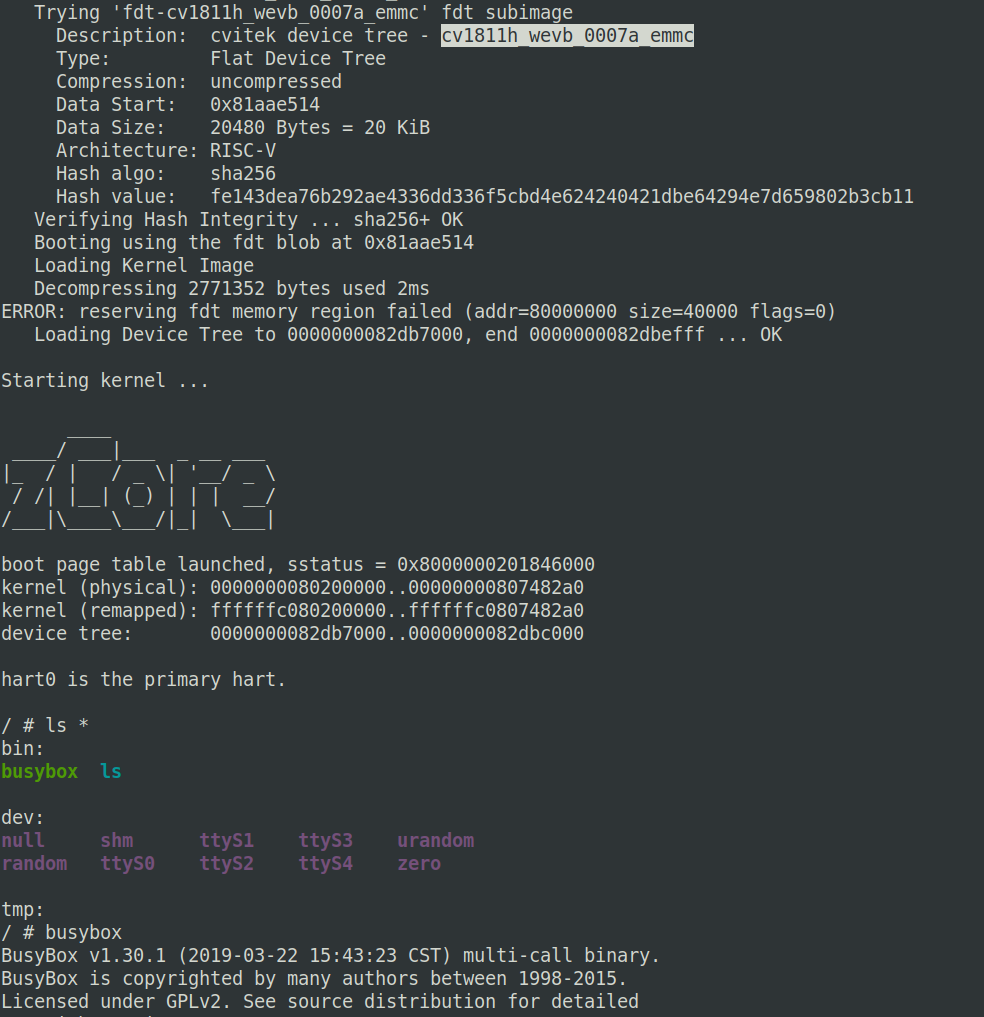 Trying 'fdt-cv1811h_wevb_0007a_emmc' fdt subimage
Description:  cvitek device tree - cv1811h_wevb_0007a_emmc
Type:         Flat Device Tree
Compression:  uncompressed
Data Start:   0x81aae514
Data Size:    20480 Bytes = 20 KiB
Architecture: RISC-V
Hash algo:    sha256
Hash value:   fe143dea76b292ae4336dd336f5cbd4e624240421dbe64294e7d659802b3cb11
Verifying Hash Integrity ... sha256+ OK
Booting using the fdt blob at 0x81aae514
Loading Kernel Image
Decompressing 2771352 bytes used 2ms
ERROR: reserving fdt memory region failed (addr=80000000 size=40000 flags=0)
Loading Device Tree to 0000000082db7000, end 0000000082dbefff ... OK
Starting kernel ...
zCore
boot page table launched, sstatus = 0x8000000201846000
kernel (physical): 0000000080200000..00000000807482a0
kernel (remapped): ffffffc080200000..ffffffc0807482a0
device tree:       0000000082db7000..0000000082dbc000
hart0 is the primary hart.
/ # ls *
bin:
busybox  ls
dev:
null     shm      ttyS1    ttyS3    urandom
random   ttyS0    ttyS2    ttyS4    zero
tmp:
/ # busybox
BusyBox v1.30.1 (2019-03-22 15:43:23 CST) multi-call binary.
BusyBox is copyrighted by many authors between 1998-2015.
Licensed under GPLv2. See source distribution for detailed